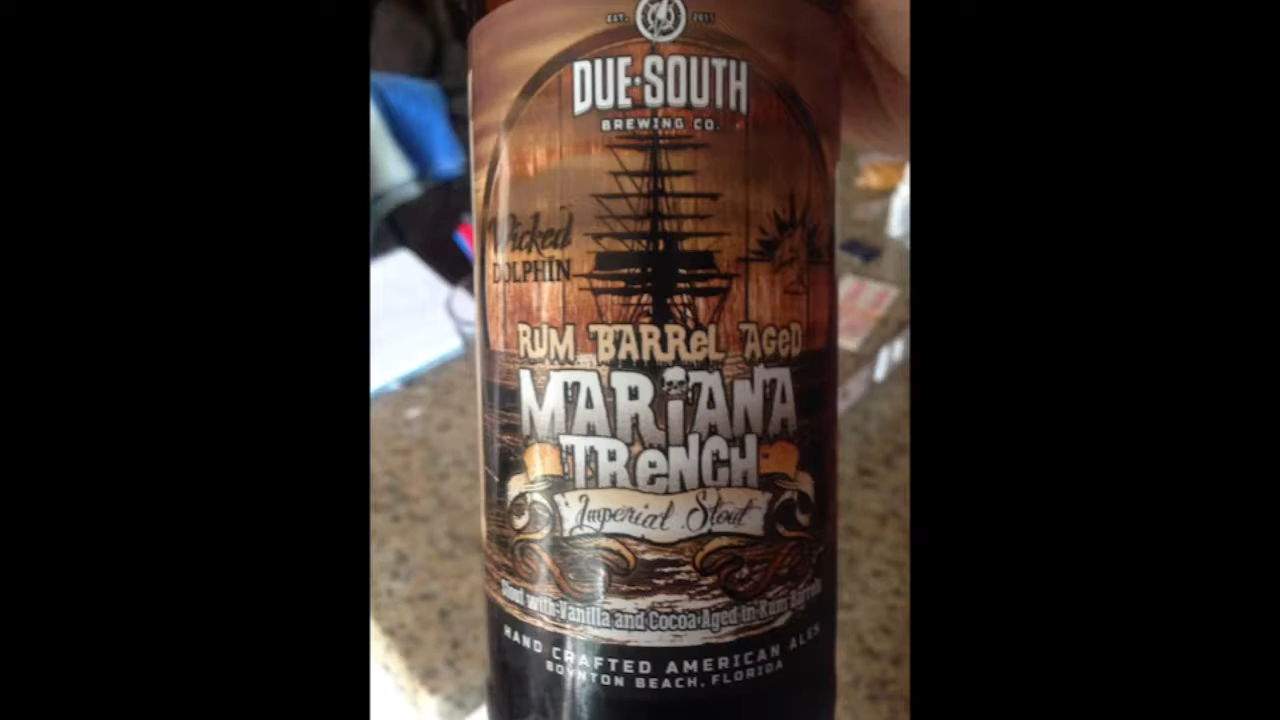 EST. 2011
DUE·SOUTH
BREWING CO.
Wicked
DOLPHIN
RUM BARREL AGED
MARiANA
TReNCH
Imperial Stout
Stout with Vanilla and Cocoa Aged in Rum Barrels
HAND CRAFTED AMERICAN ALES
BOYNTON BEACH, FLORIDA